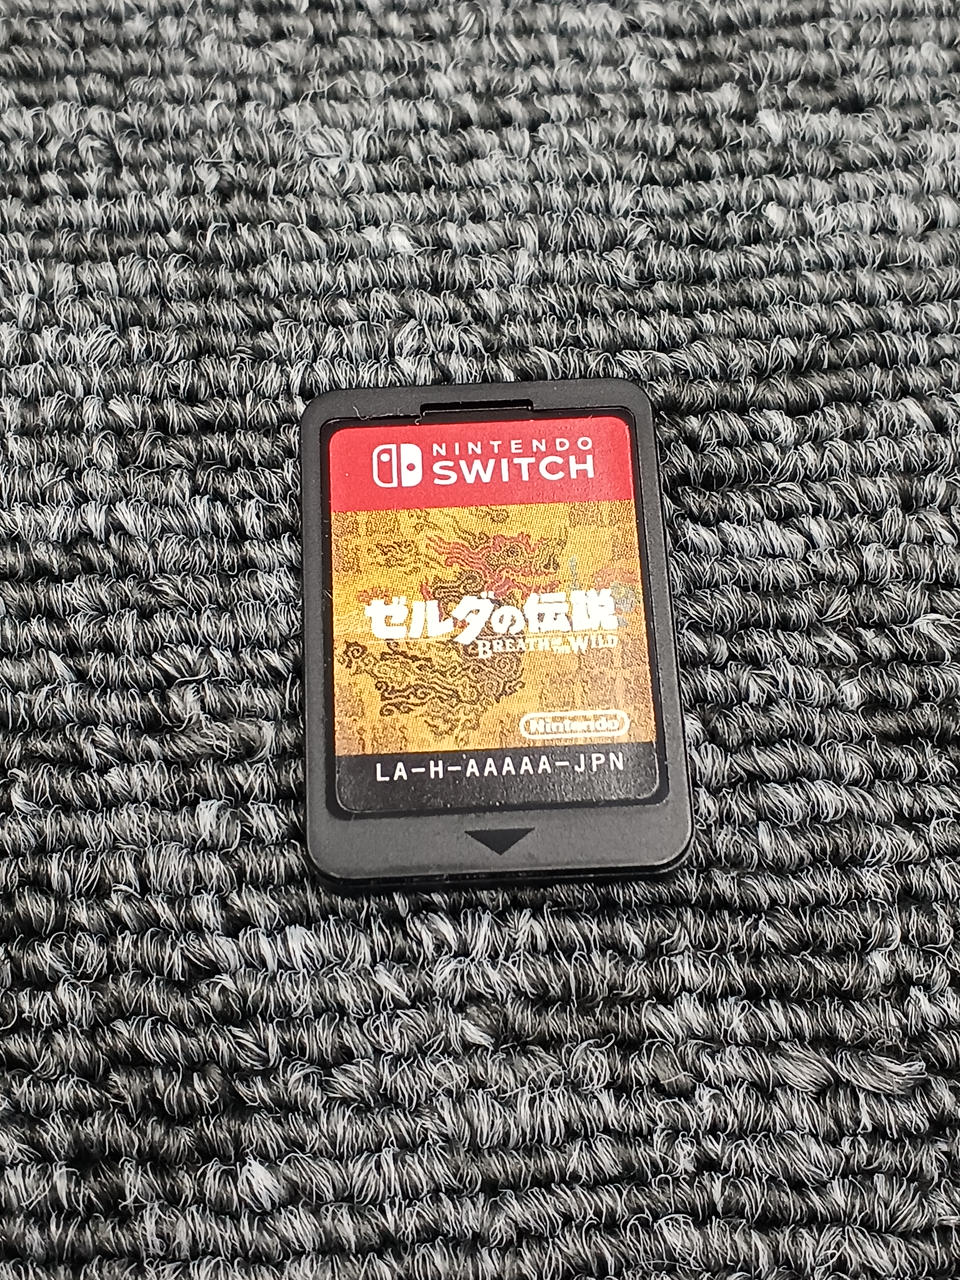 NINTENDO
SWITCH
ゼルダの伝説
BREATH OF THE WILD
Nintendo
LA-H-AAAAA-JPN